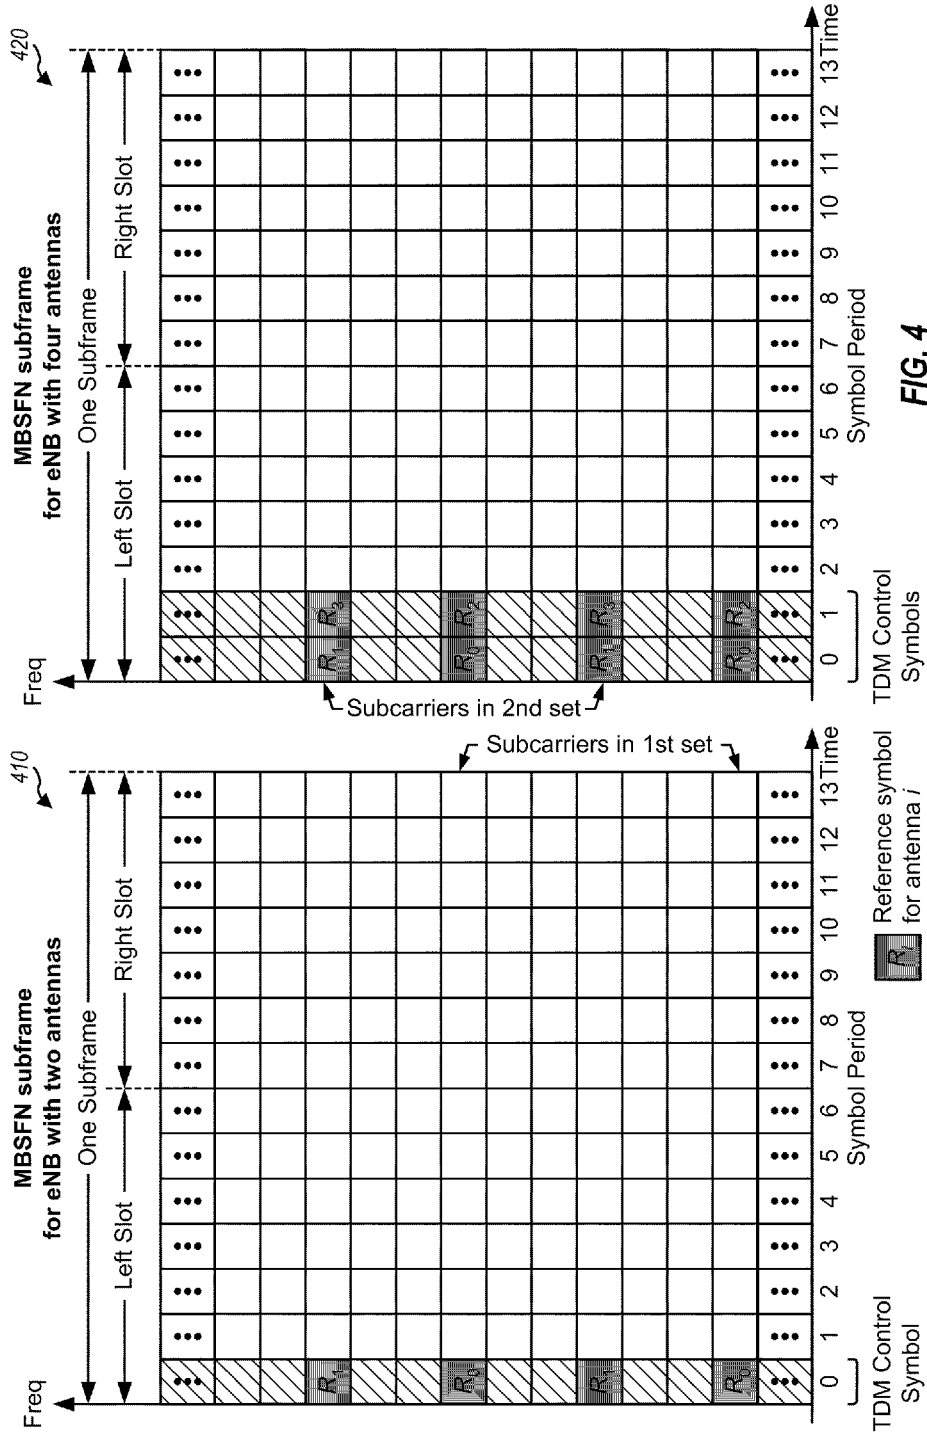 410
MBSFN subframe
for eNB with two antennas
One Subframe
Left Slot
Right Slot
Freq
•••
R1
R0
R1
R0
•••
0 1 2 3 4 5 6 7 8 9 10 11 12 13 Time
Symbol Period
TDM Control
Symbol
Subcarriers in 1st set
Subcarriers in 2nd set
420
MBSFN subframe
for eNB with four antennas
One Subframe
Left Slot
Right Slot
Freq
•••
R1 R3
R0 R2
R1 R3
R0 R2
•••
0 1 2 3 4 5 6 7 8 9 10 11 12 13 Time
Symbol Period
TDM Control
Symbols
Ri
Reference symbol
for antenna i
FIG. 4